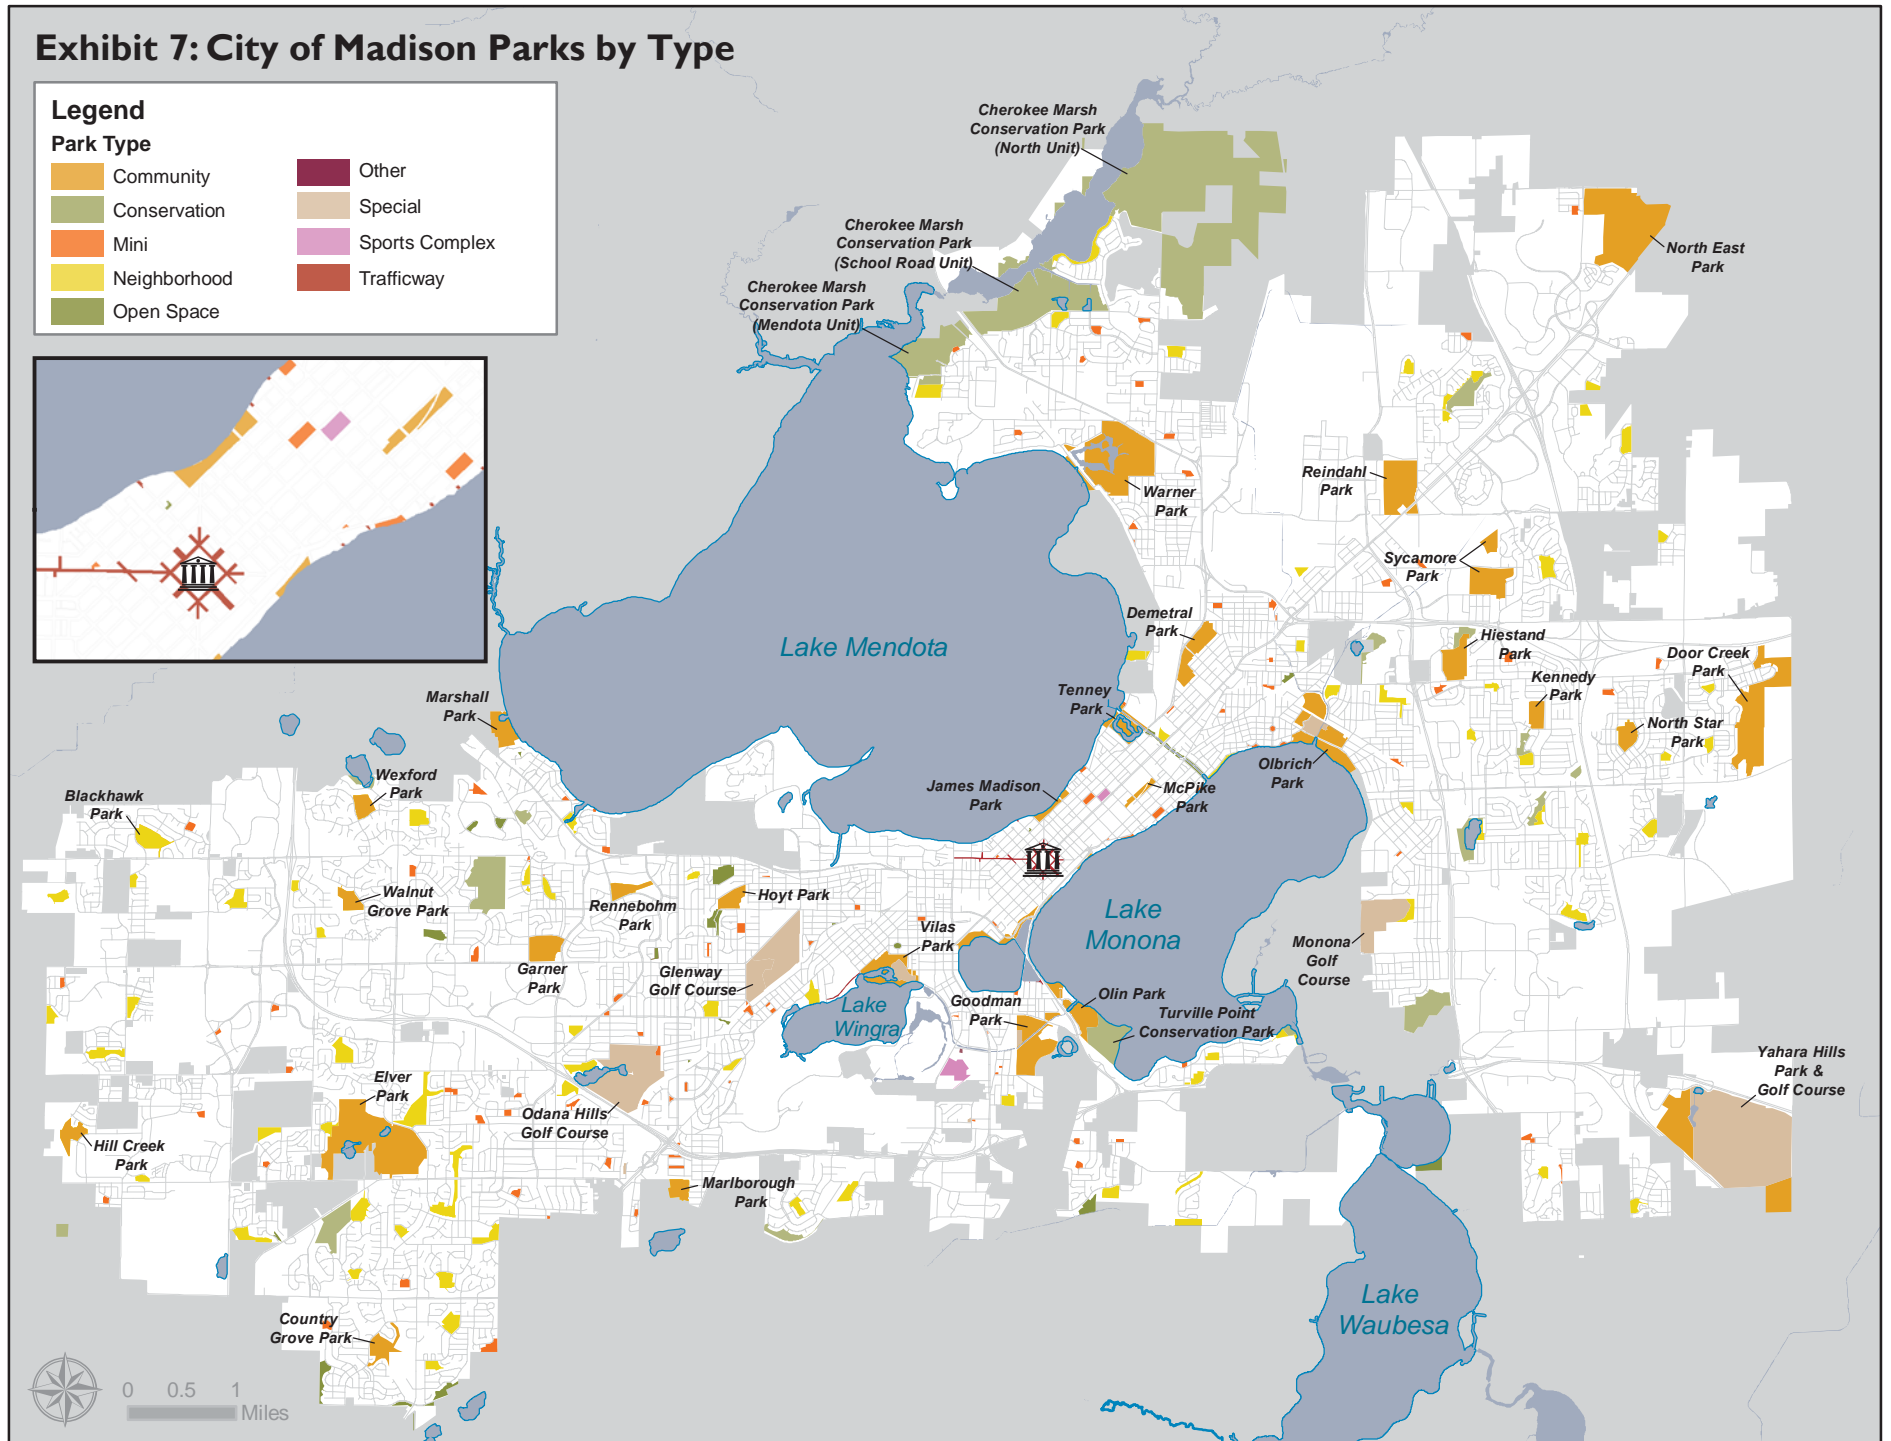 Exhibit 7: City of Madison Parks by Type
Legend
Park Type
Community
Conservation
Mini
Neighborhood
Open Space
Other
Special
Sports Complex
Trafficway
Cherokee Marsh
Conservation Park
(North Unit)
Cherokee Marsh
Conservation Park
(School Road Unit)
Cherokee Marsh
Conservation Park
(Mendota Unit)
North East
Park
Warner
Park
Reindahl
Park
Sycamore
Park
Demetral
Park
Hiestand
Park
Door Creek
Park
Kennedy
Park
North Star
Park
Tenney
Park
Lake Mendota
Marshall
Park
Olbrich
Park
McPike
Park
James Madison
Park
Wexford
Park
Blackhawk
Park
Walnut
Grove Park
Rennebohm
Park
Hoyt Park
Vilas
Park
Lake
Monona
Monona
Golf
Course
Garner
Park
Glenway
Golf Course
Lake
Wingra
Goodman
Park
Olin Park
Turville Point
Conservation Park
Yahara Hills
Park &
Golf Course
Elver
Park
Odana Hills
Golf Course
Hill Creek
Park
Marlborough
Park
Country
Grove Park
Lake
Waubesa
0 0.5 1
Miles